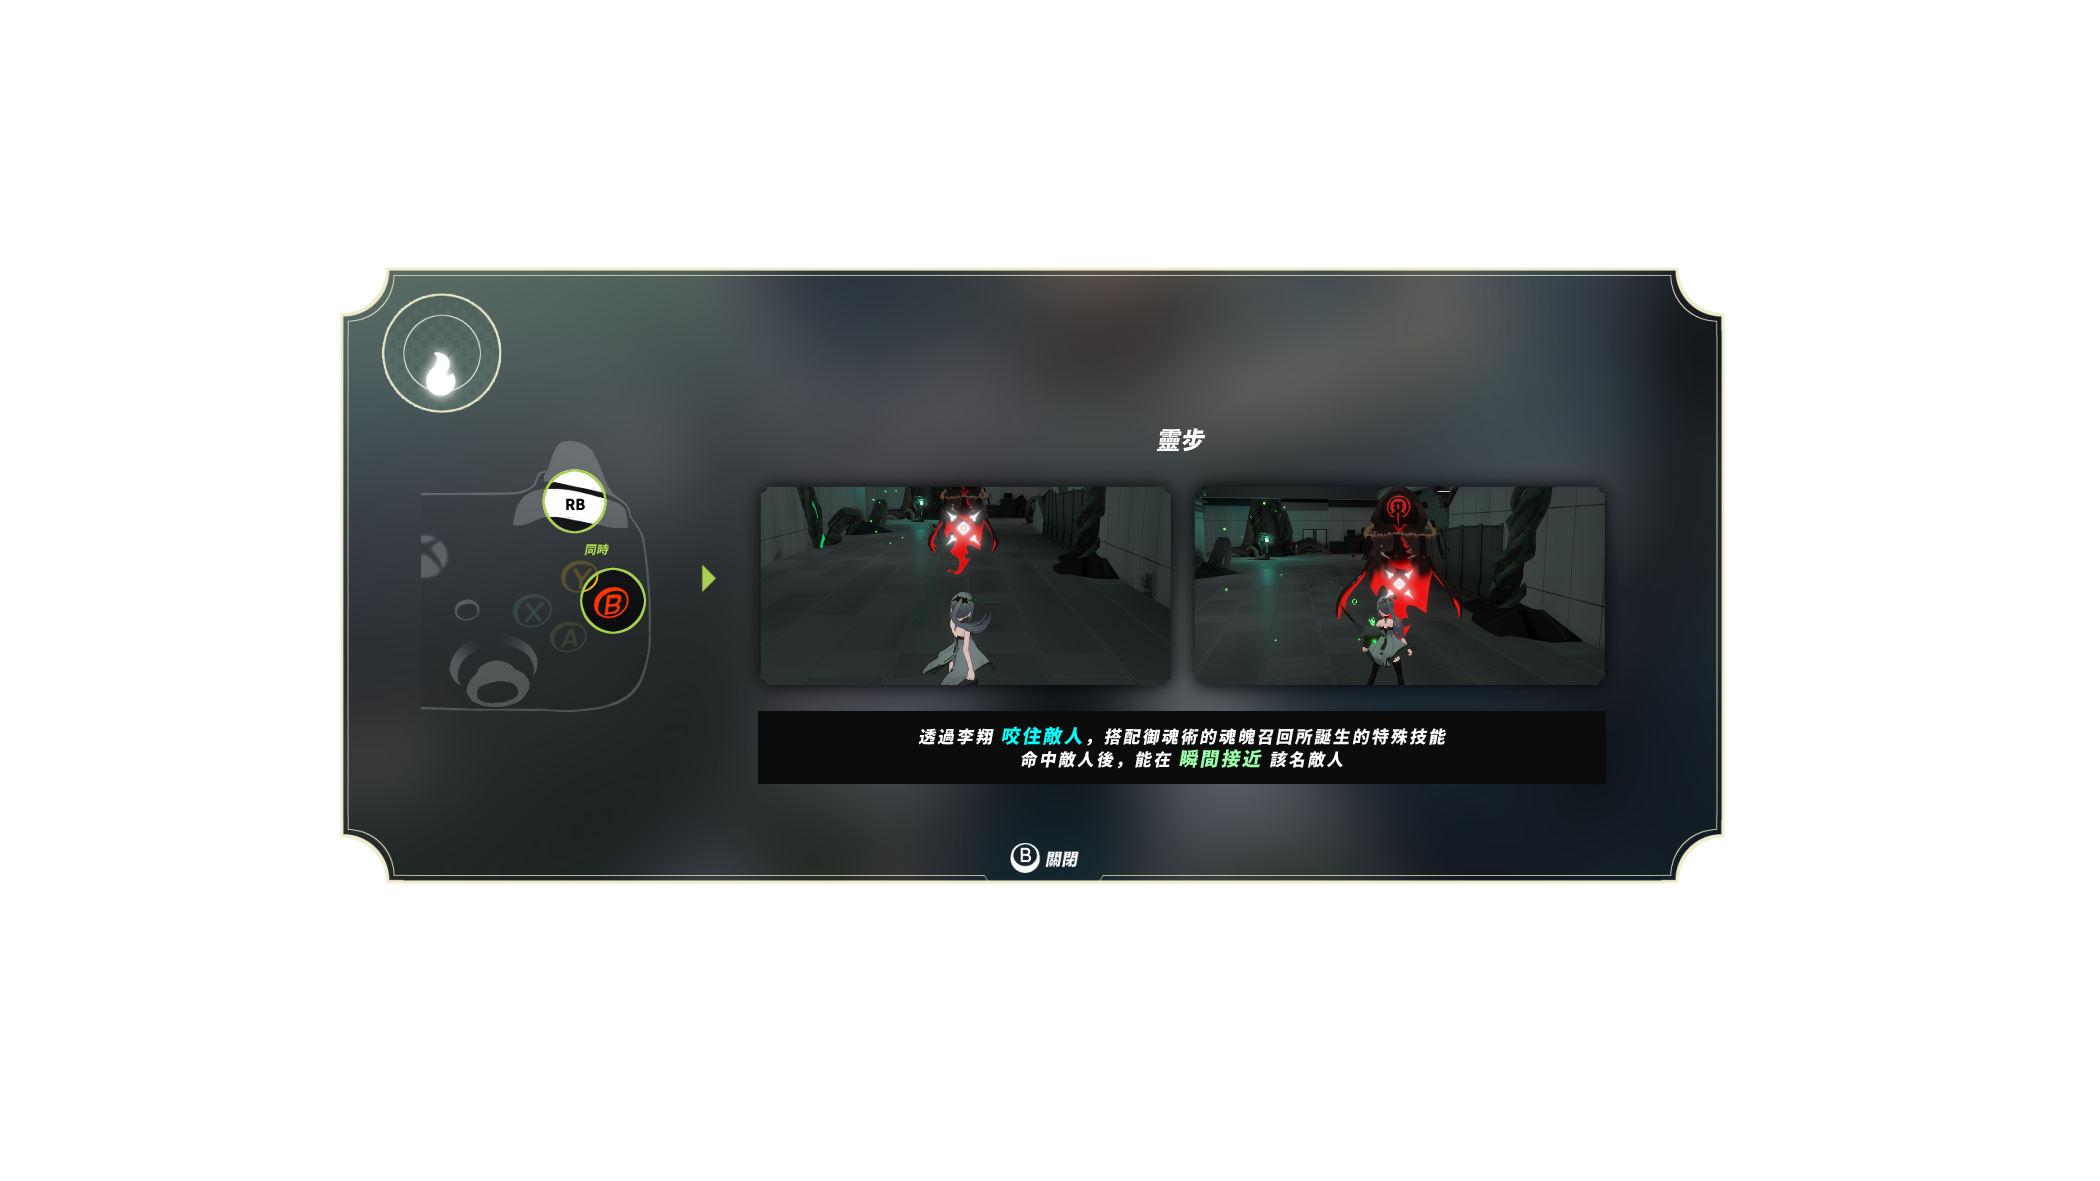 靈步
RB
同時
Y
X
B
A
透過李翔 咬住敵人，搭配御魂術的魂魄召回所誕生的特殊技能
命中敵人後，能在 瞬間接近 該名敵人
B 關閉